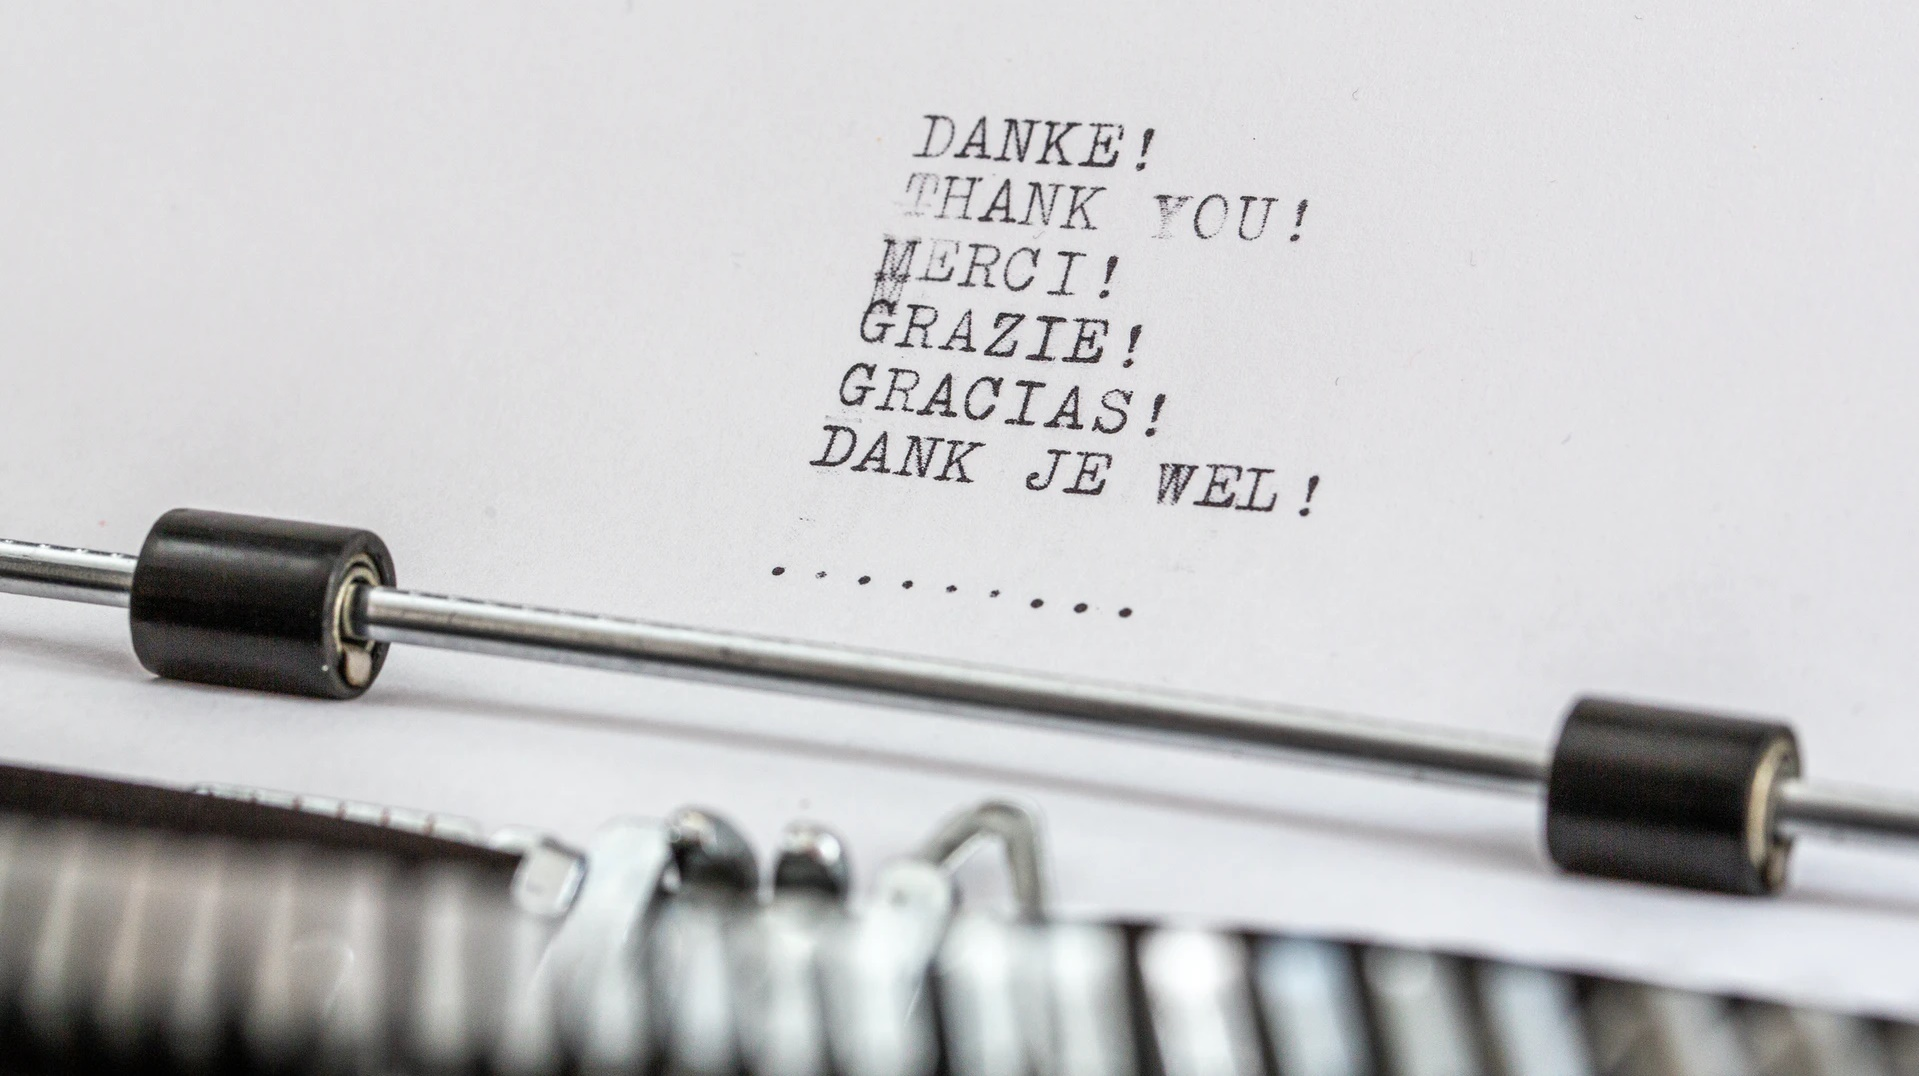 DANKE!
THANK YOU!
MERCI!
GRAZIE!
GRACIAS!
DANK JE WEL!
.........